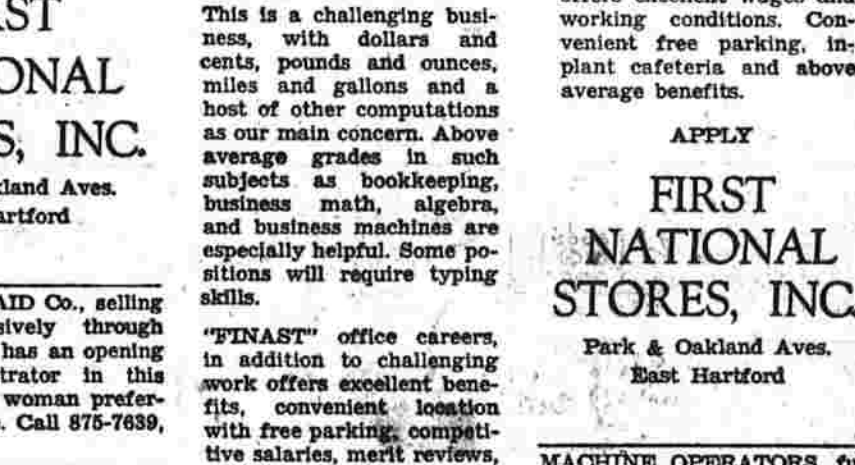 ST
ONAL
S, INC.
land Aves.
artford
AID Co., selling
sively through
has an opening
trator in this
woman prefer-
. Call 875-7639,
This is a challenging busi-
ness, with dollars and
cents, pounds and ounces,
miles and gallons and a
host of other computations
as our main concern. Above
average grades in such
subjects as bookkeeping,
business math, algebra,
and business machines are
especially helpful. Some po-
sitions will require typing
skills.
"FINAST" office careers,
in addition to challenging
work offers excellent bene-
fits, convenient location
with free parking, competi-
tive salaries, merit reviews,
working conditions. Con-
venient free parking, in-
plant cafeteria and above
average benefits.
APPLY
FIRST
NATIONAL
STORES, INC.
Park & Oakland Aves.
East Hartford
MACHINE OPERATORS,